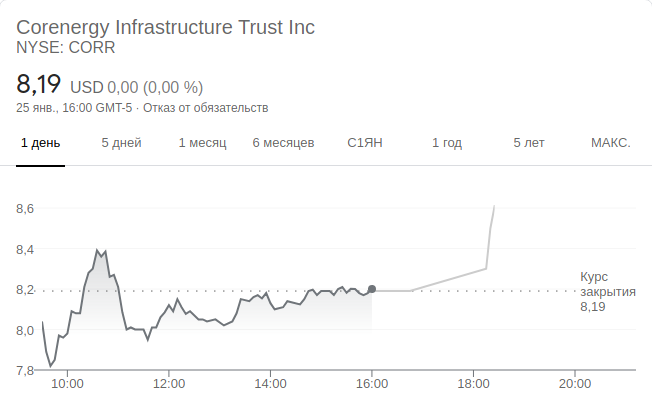 Corenergy Infrastructure Trust Inc
NYSE: CORR
8,19 USD 0,00 (0,00 %)
25 янв., 16:00 GMT-5 · Отказ от обязательств
1 день 5 дней 1 месяц 6 месяцев С1ЯН 1 год 5 лет МАКС.
8,6
8,4
8,2
8,0
7,8
Курс
закрытия
8,19
10:00 12:00 14:00 16:00 18:00 20:00